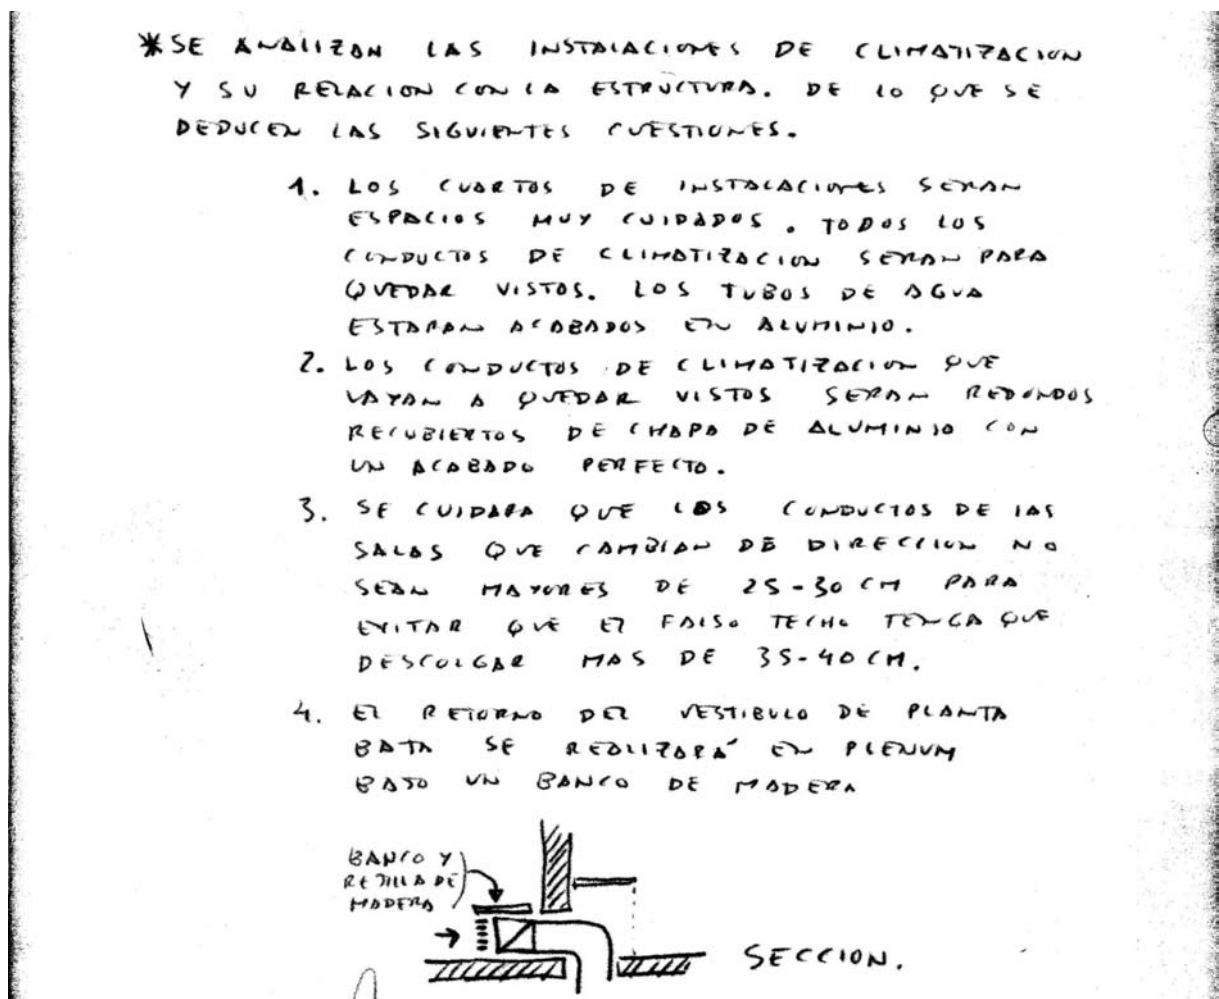 *SE ANALIZAN LAS INSTALACIONES DE CLIMATIZACION
Y SU RELACION CON LA ESTRUCTURA. DE LO QUE SE
DEDUCEN LAS SIGUIENTES CUESTIONES.
1. LOS CUARTOS DE INSTALACIONES SERAN
ESPACIOS MUY CUIDADOS. TODOS LOS
CONDUCTOS DE CLIMATIZACION SERAN PARA
QUEDAR VISTOS. LOS TUBOS DE AGUA
ESTARAN ACABADOS EN ALUMINIO.
2. LOS CONDUCTOS DE CLIMATIZACION QUE
VAYAN A QUEDAR VISTOS SERAN REDONDOS
RECUBIERTOS DE CHAPA DE ALUMINIO CON
UN ACABADO PERFECTO.
3. SE CUIDARA QUE LOS CONDUCTOS DE LAS
SALAS QUE CAMBIAN DE DIRECCION NO
SEAN MAYORES DE 25-30 CM PARA
EVITAR QUE EL FALSO TECHO TENGA QUE
DESCOLGAR MAS DE 35-40 CM.
4. EL RETORNO DEL VESTIBULO DE PLANTA
BAJA SE REALIZARÁ EN PLENUM
BAJO UN BANCO DE MADERA
BANCO Y
REJILLA DE
MADERA
SECCION.